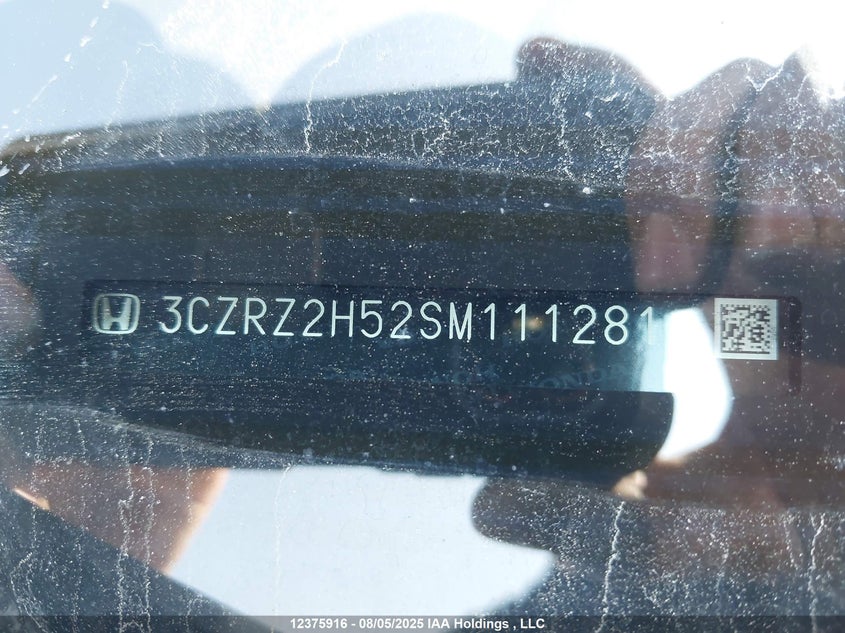 3CZRZ2H52SM111281
12375916 - 08/05/2025 IAA Holdings , LLC